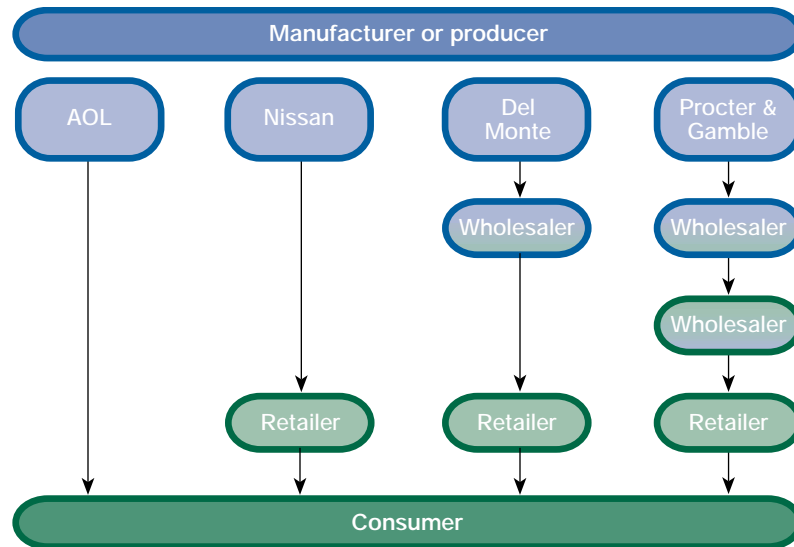 Manufacturer or producer
AOL
Nissan
Del
Monte
Procter &
Gamble
Wholesaler
Wholesaler
Wholesaler
Retailer
Retailer
Retailer
Consumer